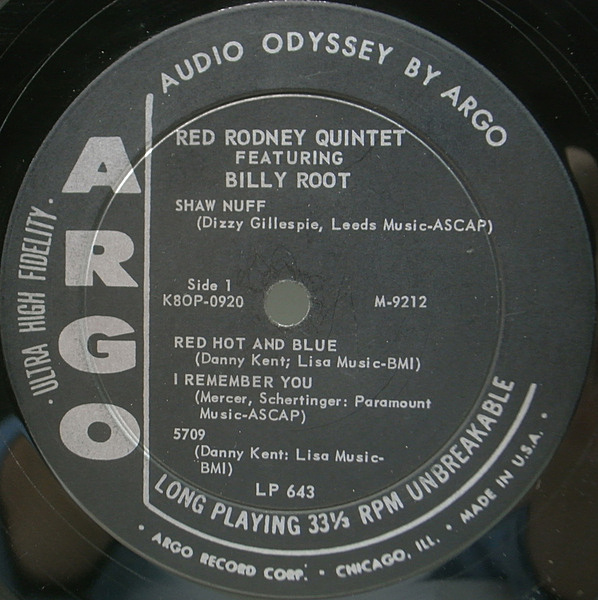 AUDIO ODYSSEY BY ARGO
ARGO
· ULTRA HIGH FIDELITY ·
RED RODNEY QUINTET
FEATURING
BILLY ROOT
SHAW NUFF
(Dizzy Gillespie, Leeds Music-ASCAP)
Side 1
K8OP-0920 M-9212
RED HOT AND BLUE
(Danny Kent; Lisa Music-BMI)
I REMEMBER YOU
(Mercer, Schertinger: Paramount
Music-ASCAP)
5709
(Danny Kent: Lisa Music-
BMI)
LP 643
LONG PLAYING 33⅓ RPM UNBREAKABLE
· ARGO RECORD CORP. · CHICAGO, ILL. · MADE IN U.S.A. ·